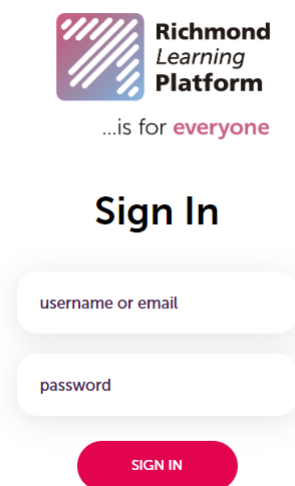 Richmond
Learning
Platform
...is for everyone
Sign In
username or email
password
SIGN IN